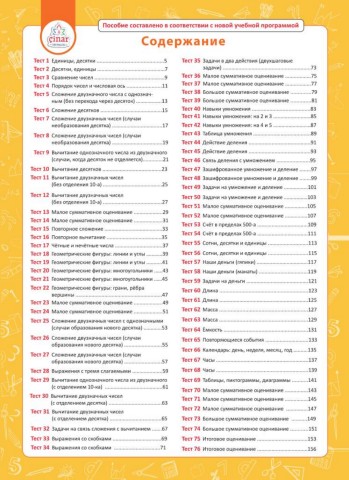 Пособие составлено в соответствии с новой учебной программой
çinar
Содержание
Тест 1 Единицы, десятки 5
Тест 2 Десятки, единицы 7
Тест 3 Сравнение чисел 9
Тест 4 Порядок чисел и числовая ось 11
Тест 5 Сложение двузначного числа с однознач-
ным (без перехода через десяток) 13
Тест 6 Сложение десятков 15
Тест 7 Сложение двузначных чисел (случаи
необразования десятка) 17
Тест 8 Сложение двузначных чисел (случаи
необразования десятка) 19
Тест 9 Вычитание однозначного числа из двузначного
(случаи, когда десяток не отделяется) 21
Тест 10 Вычитание десятков 23
Тест 11 Вычитание двузначных чисел
(без отделения 10-а) 25
Тест 12 Вычитание двузначных чисел
(без отделения 10-а) 27
Тест 13 Малое суммативное оценивание 29
Тест 14 Малое суммативное оценивание 31
Тест 15 Повторное сложение 33
Тест 16 Повторное вычитание 35
Тест 17 Чётные и нечётные числа 37
Тест 18 Геометрические фигуры: линии и углы 39
Тест 19 Геометрические фигуры: линии и углы 41
Тест 20 Геометрические фигуры: многоугольники 43
Тест 21 Геометрические фигуры: многоугольники 45
Тест 22 Геометрические фигуры: грани, рёбра
вершины 47
Тест 23 Малое суммативное оценивание 49
Тест 24 Малое суммативное оценивание 51
Тест 25 Сложение двузначных чисел (случаи
образования нового десятка) 53
Тест 26 Сложение двузначных чисел (случаи
образования нового десятка) 55
Тест 27 Сложение двузначных чисел (случаи
образования нового десятка) 57
Тест 28 Выражения с тремя слагаемыми 59
Тест 29 Вычитание однозначного числа из двузначного
(с отделением 10-а) 61
Тест 30 Вычитание двузначных чисел
(с отделением десятка)
Тест 31 Вычитание двузначных чисел
(с отделением десятка)
Тест 32 Задачи на связь сложения с вычитанием 67
Тест 33 Выражения со скобками 69
Тест 34 Выражения со скобками 71
Тест 35 Задачи в два действия (двухшаговые
задачи) 73
Тест 36 Малое суммативное оценивание 75
Тест 37 Малое суммативное оценивание 77
Тест 38 Большое суммативное оценивание 79
Тест 39 Большое суммативное оценивание 81
Тест 40 Навыки умножения 83
Тест 41 Навыки умножения: на 2 и 3 85
Тест 42 Навыки умножения: на 4 и 5 87
Тест 43 Таблица умножения 89
Тест 44 Действие деления 91
Тест 45 Действие деления 93
Тест 46 Связь деления с умножением 95
Тест 47 Зашифрованное умножение и деление 97
Тест 48 Зашифрованное умножение и деление 99
Тест 49 Задачи на умножение и деление 101
Тест 50 Задачи на умножение и деление 103
Тест 51 Малое суммативное оценивание 105
Тест 52 Малое суммативное оценивание 107
Тест 53 Счёт в пределах 500-а 109
Тест 54 Счёт в пределах 500-а 111
Тест 55 Сотни, десятки и единицы 113
Тест 56 Сотни, десятки и единицы 115
Тест 57 Наши деньги (гяпики) 117
Тест 58 Наши деньги (манаты) 119
Тест 59 Задачи на деньги 121
Тест 60 Длина 123
Тест 61 Длина 125
Тест 62 Масса 127
Тест 63 Масса 129
Тест 64 Ёмкость 131
Тест 65 Повторяющиеся события 133
Тест 66 Календарь: день, неделя, месяц, год 135
Тест 67 Часы 137
Тест 68 Часы 139
Тест 69 Таблицы, пиктограммы, диаграммы 141
Тест 70 Малое суммативное оценивание 143
Тест 71 Малое суммативное оценивание 145
Тест 72 Большое суммативное оценивание 147
Тест 73 Большое суммативное оценивание 149
Тест 74 Большое суммативное оценивание 151
Тест 75 Итоговое оценивание 153
Тест 76 Итоговое оценивание 156